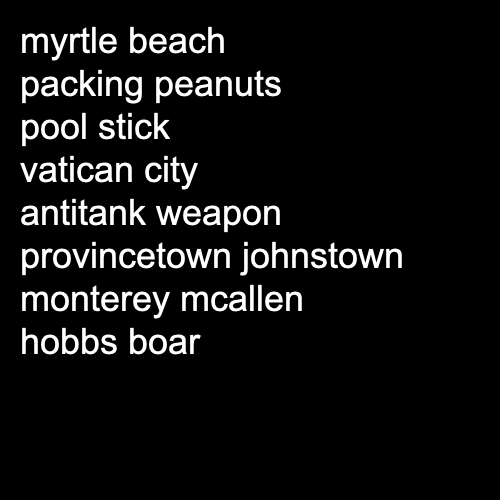 myrtle beach
packing peanuts
pool stick
vatican city
antitank weapon
provincetown johnstown
monterey mcallen
hobbs boar